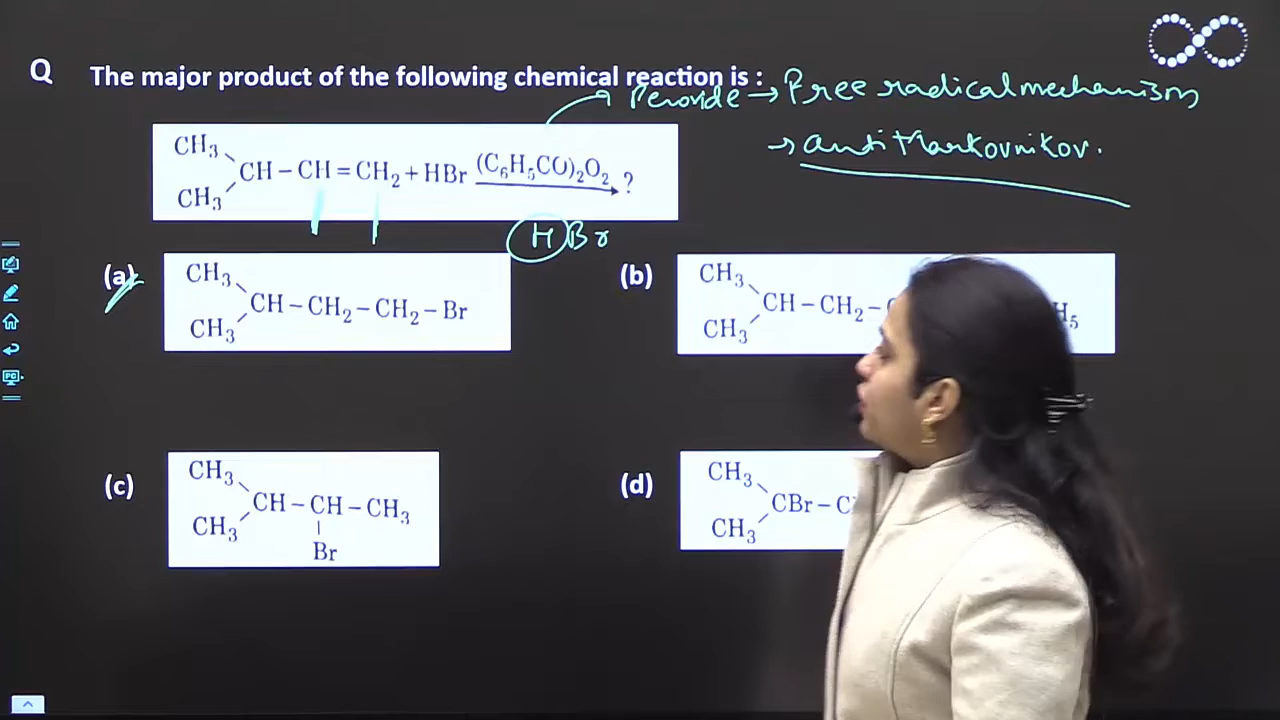 Q The major product of the following chemical reaction is :
Peroxide → Free radical mechanism
→ anti Markovnikov.
CH₃
CH – CH = CH₂ + HBr (C₆H₅CO)₂O₂ → ?
CH₃
HBr
(a)
CH₃
CH – CH₂ – CH₂ – Br
CH₃
(b)
CH₃
CH – CH₂ –
CH₃
(c)
CH₃
CH – CH – CH₃
CH₃
Br
(d)
CH₃
CBr –
CH₃